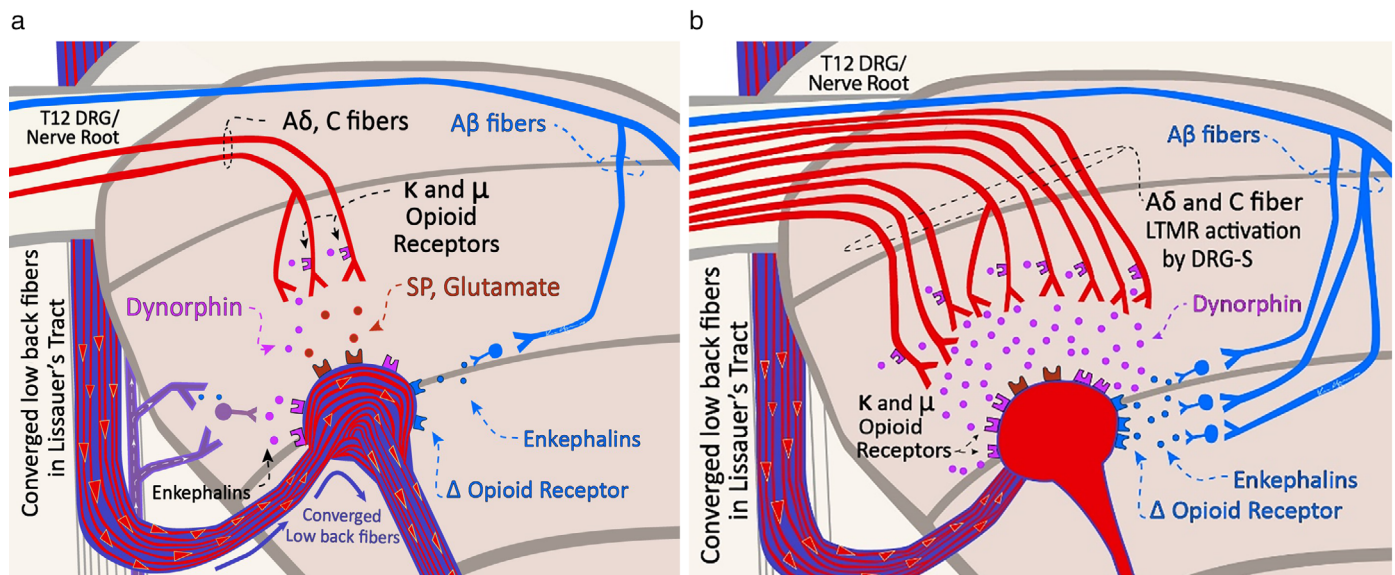 a
T12 DRG/
Nerve Root
Aδ, C fibers
Aβ fibers
K and μ
Opioid
Receptors
SP, Glutamate
Dynorphin
Converged low back fibers
in Lissauer's Tract
Enkephalins
Enkephalins
Δ Opioid Receptor
Converged
Low back fibers
b
T12 DRG/
Nerve Root
Aβ fibers
Aδ and C fiber
LTMR activation
by DRG-S
Dynorphin
Converged low back fibers
in Lissauer's Tract
K and μ
Opioid
Receptors
Enkephalins
Δ Opioid Receptor